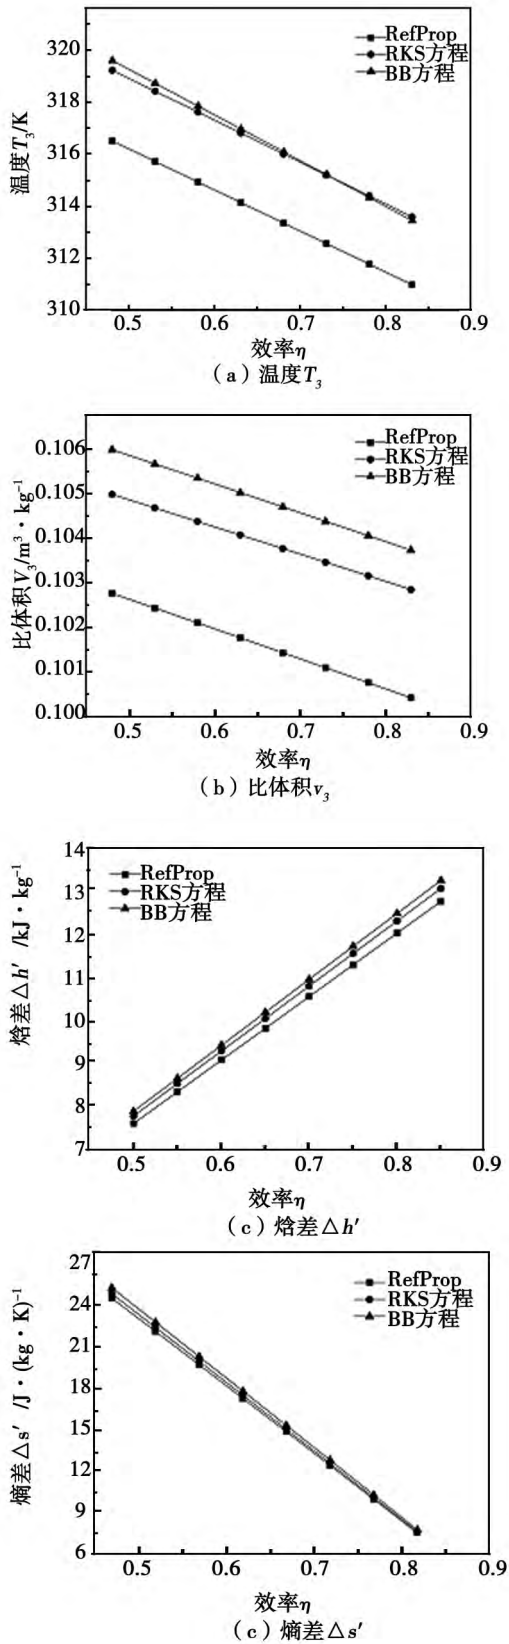 RefProp
RKS方程
BB方程
320
318
316
314
312
310
温度T₃/K
0.5 0.6 0.7 0.8 0.9
效率η
（a）温度T₃
RefProp
RKS方程
BB方程
0.106
0.105
0.104
0.103
0.102
0.101
0.100
比体积V₃/m³·kg⁻¹
0.5 0.6 0.7 0.8 0.9
效率η
（b）比体积v₃
RefProp
RKS方程
BB方程
14
13
12
11
10
9
8
7
焓差△h′ /kJ·kg⁻¹
0.5 0.6 0.7 0.8 0.9
效率η
（c）焓差△h′
RefProp
RKS方程
BB方程
27
24
21
18
15
12
9
6
熵差△s′ /J·(kg·K)⁻¹
0.5 0.6 0.7 0.8 0.9
效率η
（c）熵差△s′